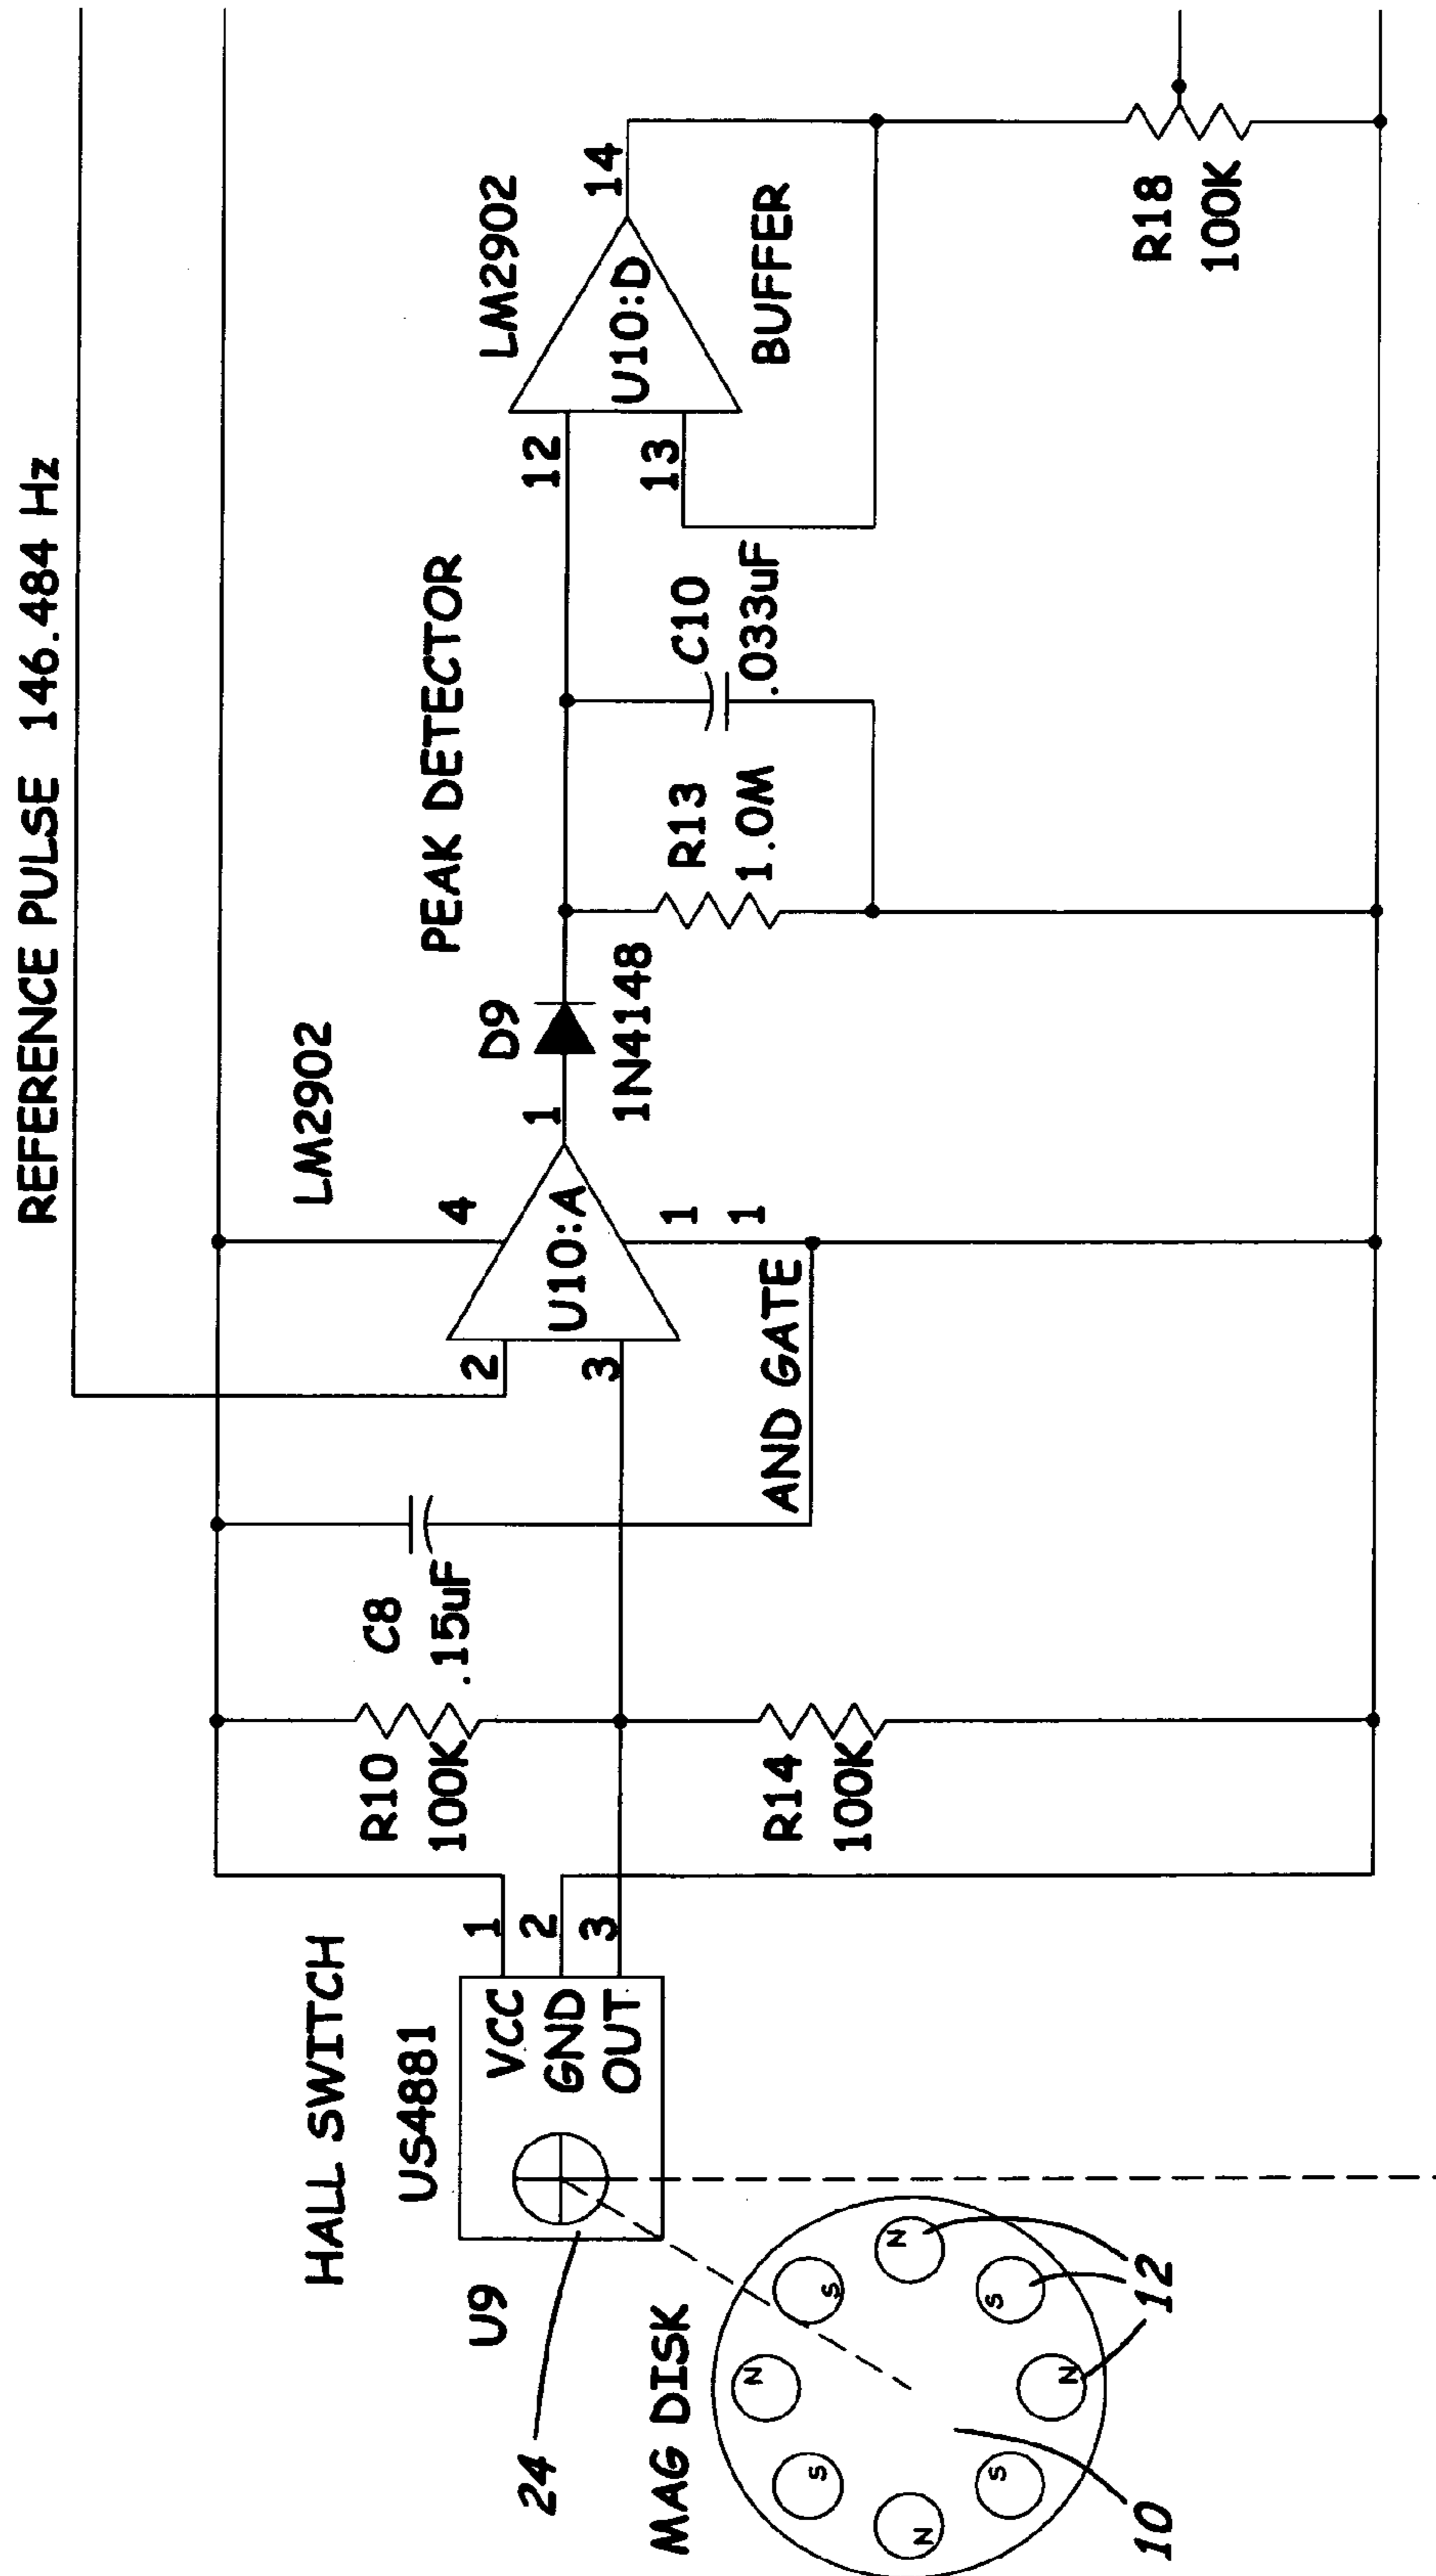 REFERENCE PULSE 146.484 Hz
HALL SWITCH
US4881
U9
VCC
GND
OUT
1
2
3
24
MAG DISK
N
S
N
S
N
S
N
S
12
10
R10
100K
C8
.15uF
R14
100K
LM2902
2
3
4
U10:A
1
1
1
AND GATE
D9
1N4148
PEAK DETECTOR
R13
1.0M
C10
.033uF
LM2902
12
13
U10:D
14
BUFFER
R18
100K